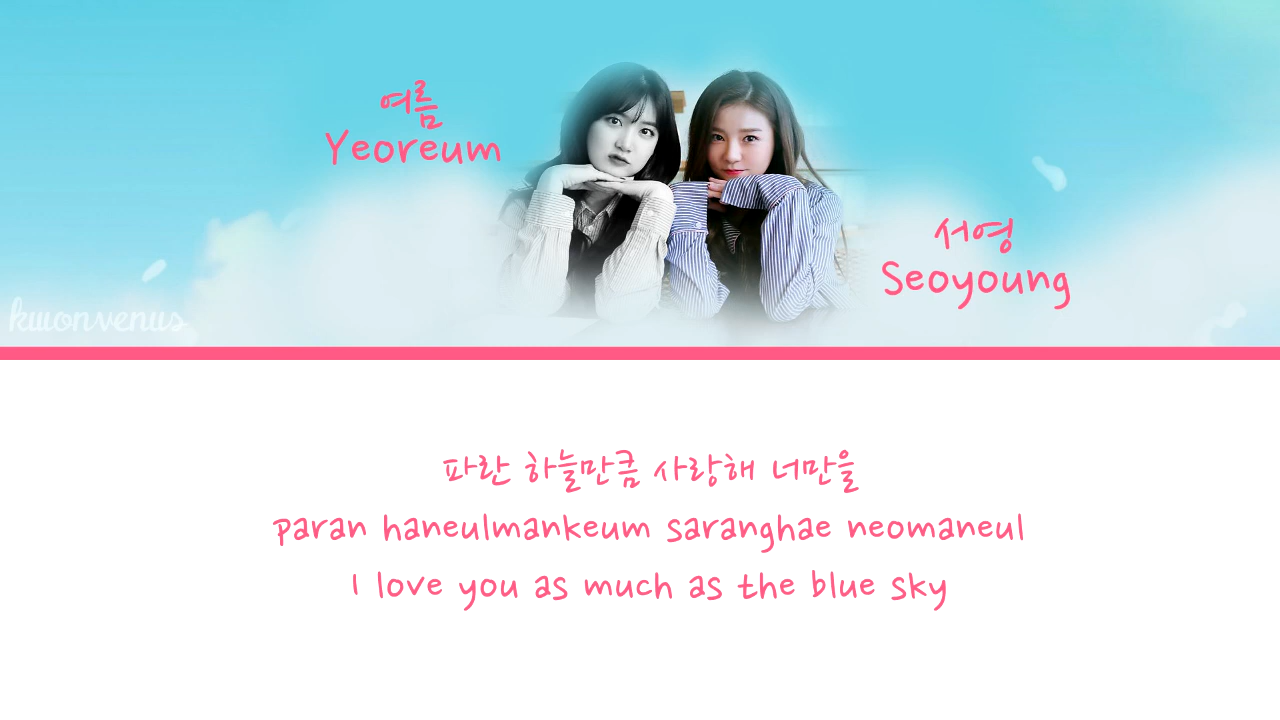 여름
Yeoreum
서영
Seoyoung
kwonvenus
파란 하늘만큼 사랑해 너만을
paran haneulmankeum saranghae neomaneul
I love you as much as the blue sky